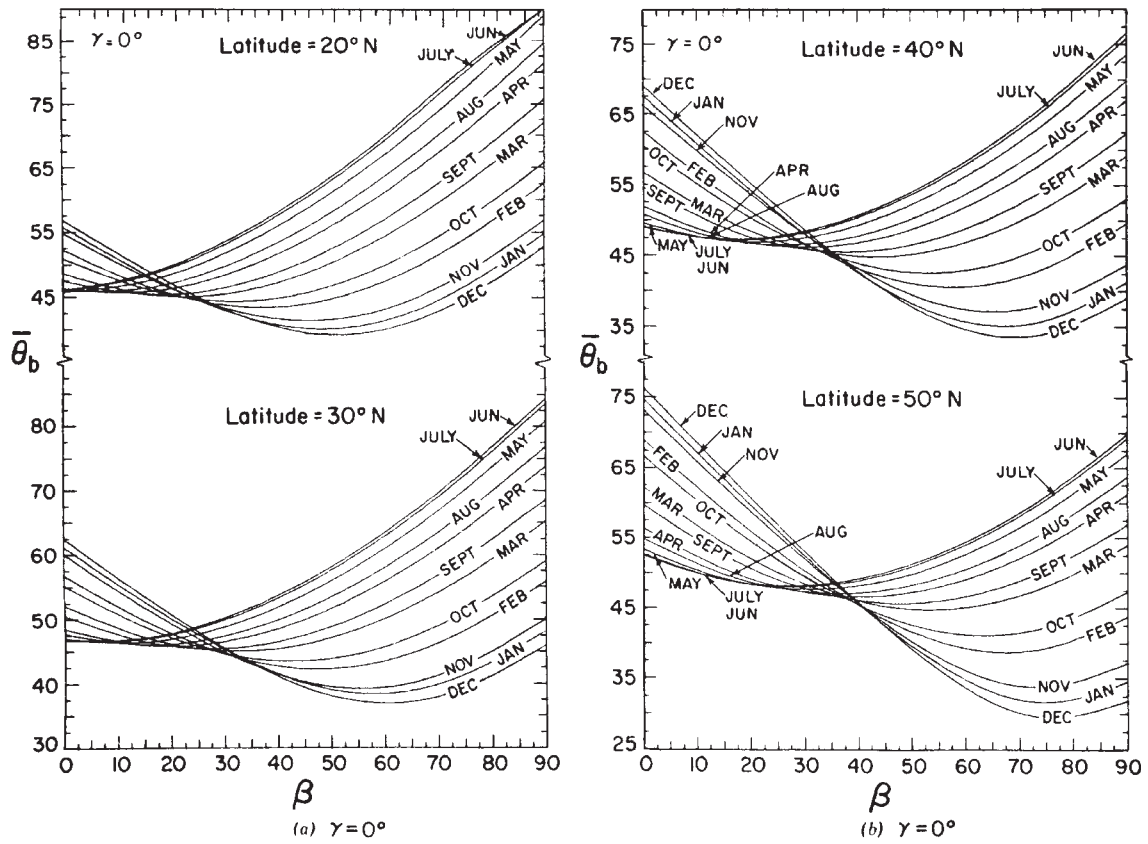 γ=0°
Latitude = 20° N
JUN
JULY
MAY
AUG
APR
SEPT
MAR
OCT
FEB
NOV
JAN
DEC
85
75
65
55
45
θ̄b
Latitude = 30° N
JUN
JULY
MAY
AUG
APR
SEPT
MAR
OCT
FEB
NOV
JAN
DEC
80
70
60
50
40
30
0 10 20 30 40 50 60 70 80 90
β
(a) γ=0°
γ=0°
Latitude = 40° N
JUN
JULY
MAY
AUG
APR
SEPT
MAR
OCT
FEB
NOV
JAN
DEC
DEC
JAN
NOV
OCT
FEB
APR
AUG
SEPT
MAR
MAY
JULY
JUN
75
65
55
45
35
θ̄b
Latitude = 50° N
DEC
JAN
NOV
FEB
OCT
MAR
SEPT
APR
AUG
MAY
JULY
JUN
JUN
JULY
MAY
AUG
APR
SEPT
MAR
OCT
FEB
NOV
JAN
DEC
75
65
55
45
35
25
0 10 20 30 40 50 60 70 80 90
β
(b) γ=0°